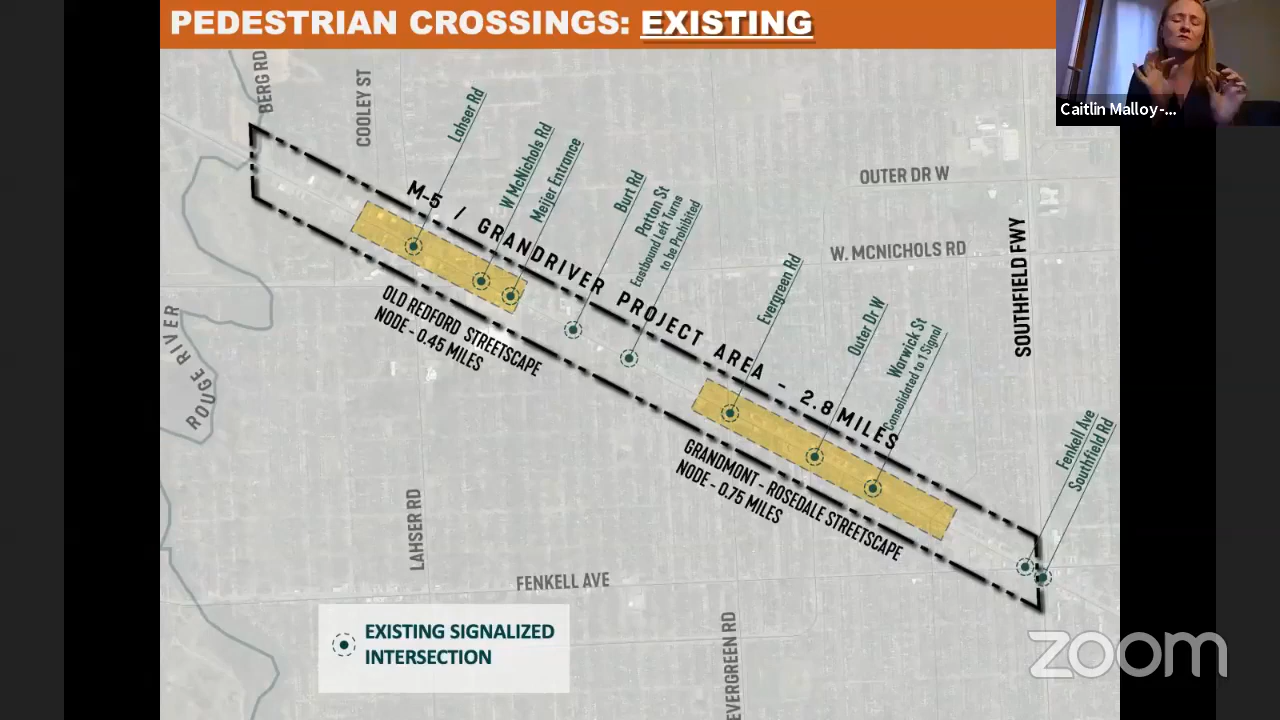 PEDESTRIAN CROSSINGS: EXISTING
Caitlin Malloy-...
BERG RD
COOLEY ST
Lahser Rd
W McNichols Rd
Meijer Entrance
Burt Rd
Patton St
Eastbound Left Turns
to be Prohibited
OUTER DR W
W. MCNICHOLS RD
SOUTHFIELD FWY
M-5 / GRANDRIVER PROJECT AREA - 2.8 MILES
Evergreen Rd
Outer Dr W
Warwick St
Consolidated to 1 Signal
Fenkell Ave
Southfield Rd
ROUGE RIVER
OLD REDFORD STREETSCAPE
NODE - 0.45 MILES
GRANDMONT - ROSEDALE STREETSCAPE
NODE - 0.75 MILES
LAHSER RD
FENKELL AVE
EVERGREEN RD
EXISTING SIGNALIZED
INTERSECTION
zoom